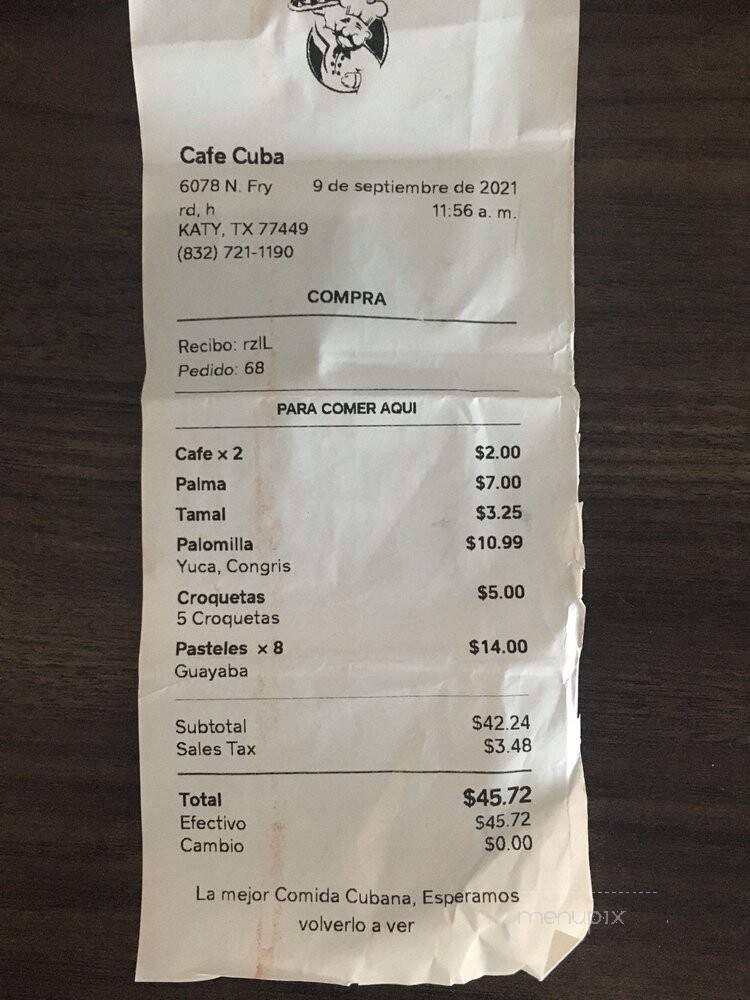 Cafe Cuba
6078 N. Fry 9 de septiembre de 2021
rd, h 11:56 a. m.
KATY, TX 77449
(832) 721-1190
COMPRA
Recibo: rzlL
Pedido: 68
PARA COMER AQUI
Cafe x 2 $2.00
Palma $7.00
Tamal $3.25
Palomilla $10.99
Yuca, Congris
Croquetas $5.00
5 Croquetas
Pasteles x 8 $14.00
Guayaba
Subtotal $42.24
Sales Tax $3.48
Total $45.72
Efectivo $45.72
Cambio $0.00
La mejor Comida Cubana, Esperamos
volverlo a ver
menupix